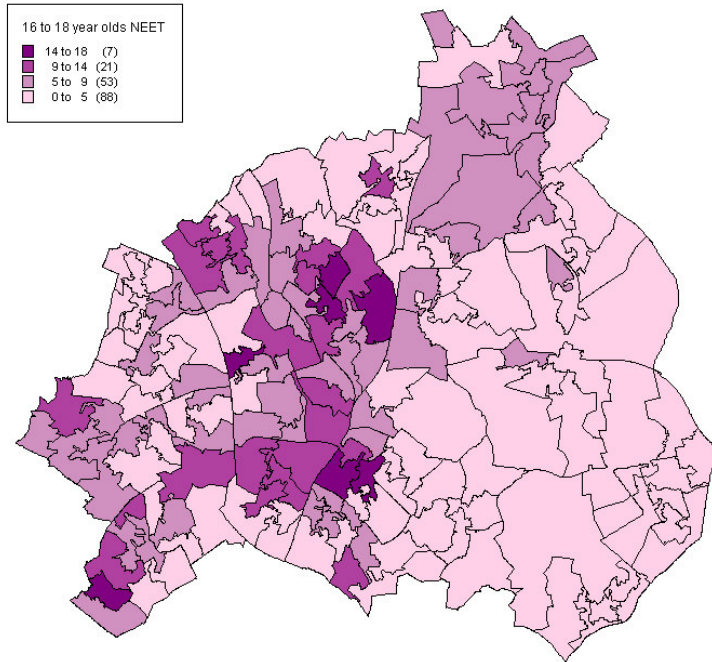 16 to 18 year olds NEET
14 to 18 (7)
9 to 14 (21)
5 to 9 (53)
0 to 5 (88)